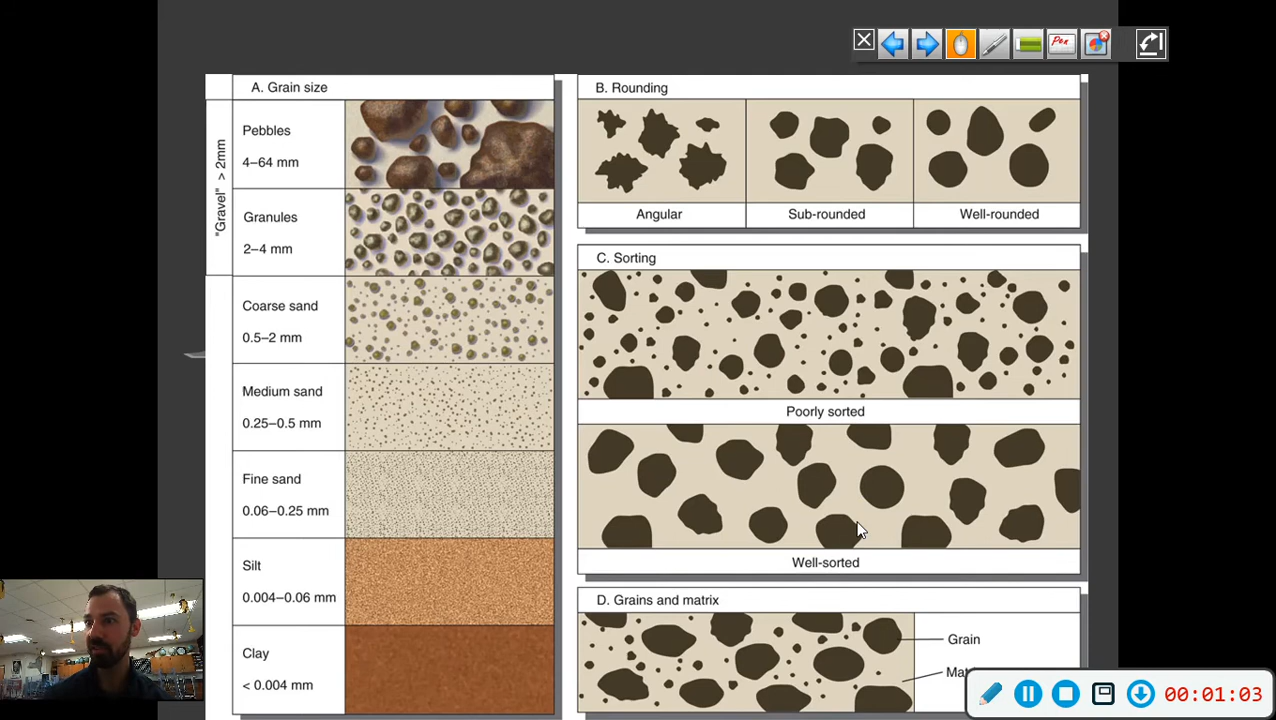 A. Grain size
"Gravel" > 2mm
Pebbles
4–64 mm
Granules
2–4 mm
Coarse sand
0.5–2 mm
Medium sand
0.25–0.5 mm
Fine sand
0.06–0.25 mm
Silt
0.004–0.06 mm
Clay
< 0.004 mm
B. Rounding
Angular
Sub-rounded
Well-rounded
C. Sorting
Poorly sorted
Well-sorted
D. Grains and matrix
Grain
Pen
00:01:03